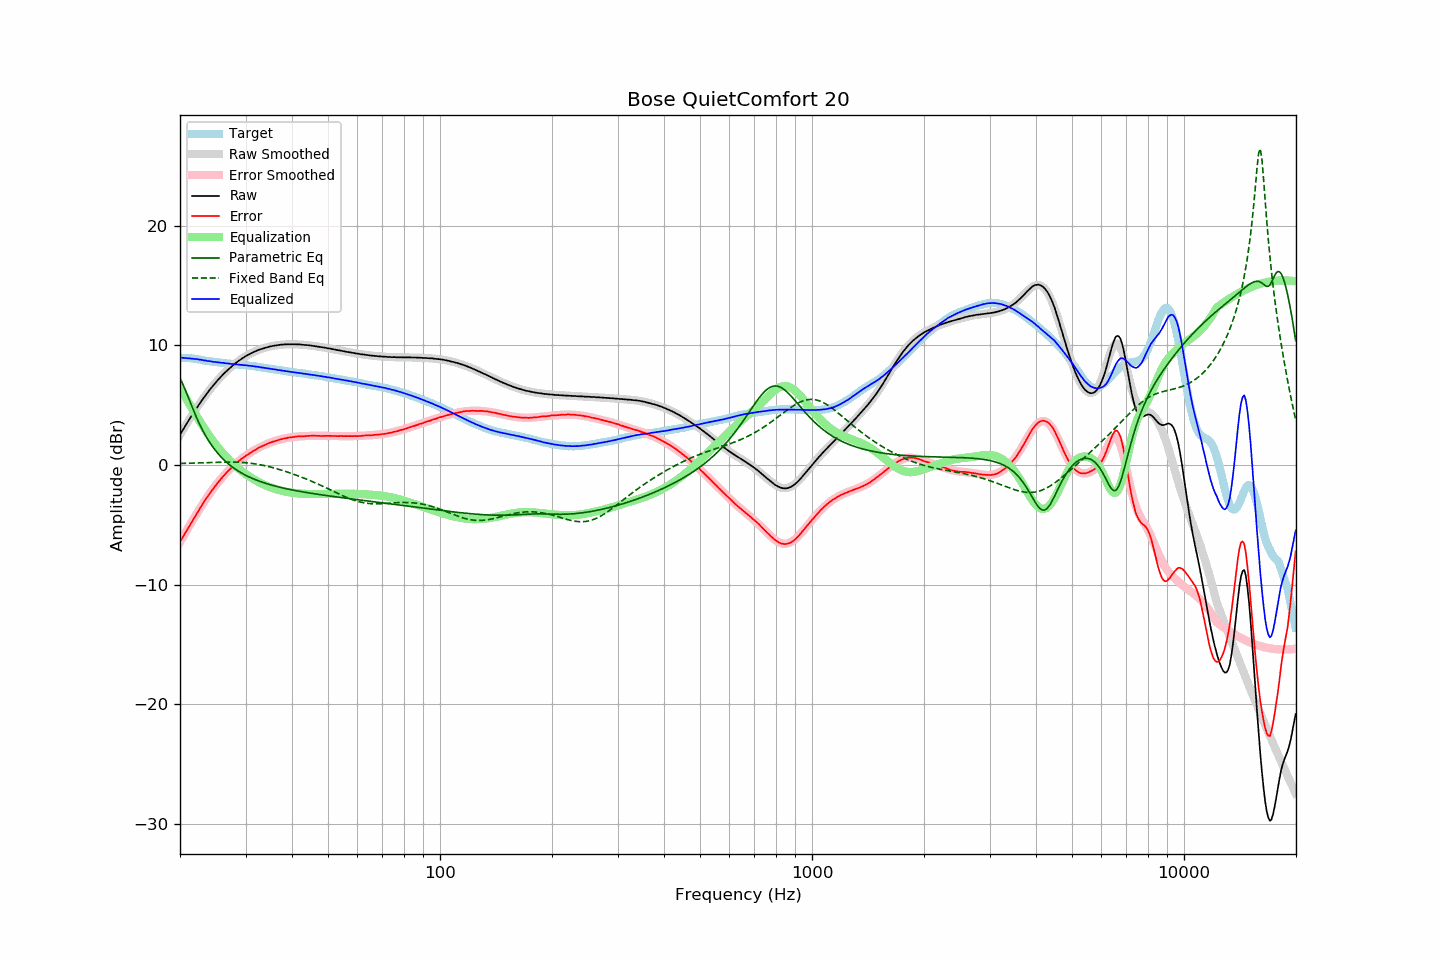 Bose QuietComfort 20
Target
Raw Smoothed
Error Smoothed
Raw
Error
Equalization
Parametric Eq
Fixed Band Eq
Equalized
20
10
0
−10
−20
−30
Amplitude (dBr)
100
1000
10000
Frequency (Hz)